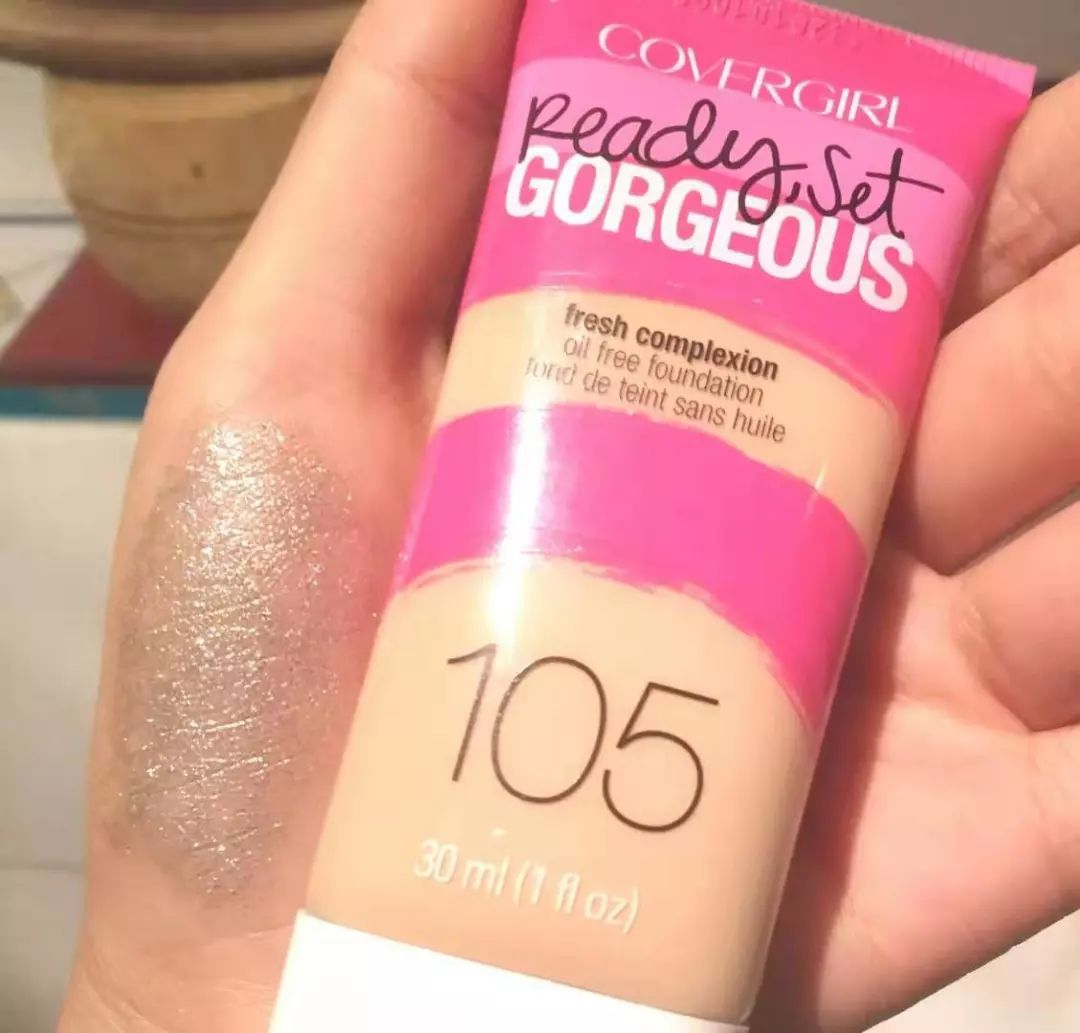 COVERGIRL
Ready, Set
GORGEOUS
fresh complexion
oil free foundation
fond de teint sans huile
105
30 ml (1 fl oz)